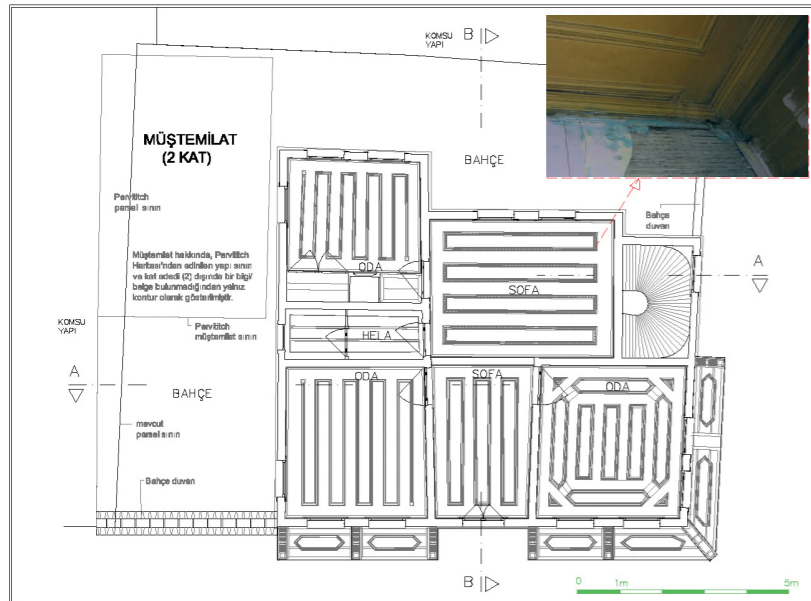 KOMSU
YAPI
B
MÜŞTEMİLAT
(2 KAT)
BAHÇE
Pervititch
parsel sınırı
Bahçe
duvarı
Müştemilat hakkında, Pervititch
Haritası'ndan edinilen yapı sınırı
ve kat adedi (2) dışında bir bilgi/
belge bulunmadığından yalnız
kontur olarak gösterilmiştir.
ODA
SOFA
A
KOMSU
YAPI
Pervititch
müştemilat sınırı
HELA
A
BAHÇE
ODA
SOFA
ODA
mevcut
parsel sınırı
Bahçe duvarı
B
0 1m 5m